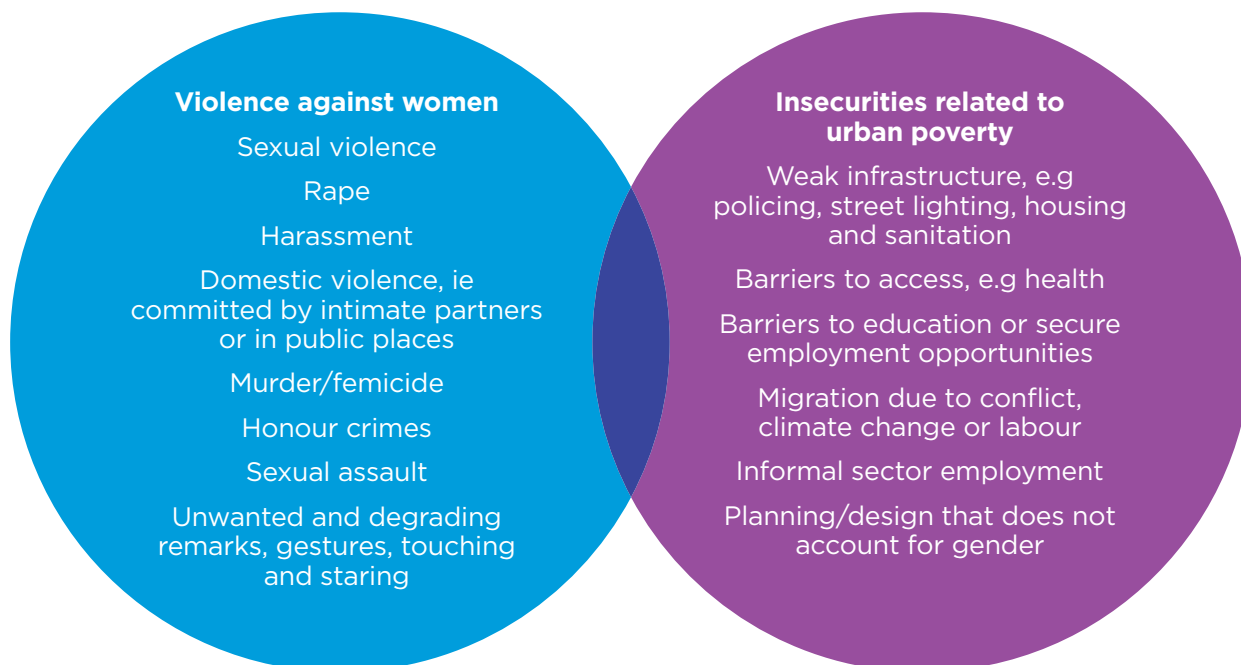 Violence against women
Sexual violence
Rape
Harassment
Domestic violence, ie
committed by intimate partners
or in public places
Murder/femicide
Honour crimes
Sexual assault
Unwanted and degrading
remarks, gestures, touching
and staring
Insecurities related to
urban poverty
Weak infrastructure, e.g
policing, street lighting, housing
and sanitation
Barriers to access, e.g health
Barriers to education or secure
employment opportunities
Migration due to conflict,
climate change or labour
Informal sector employment
Planning/design that does not
account for gender